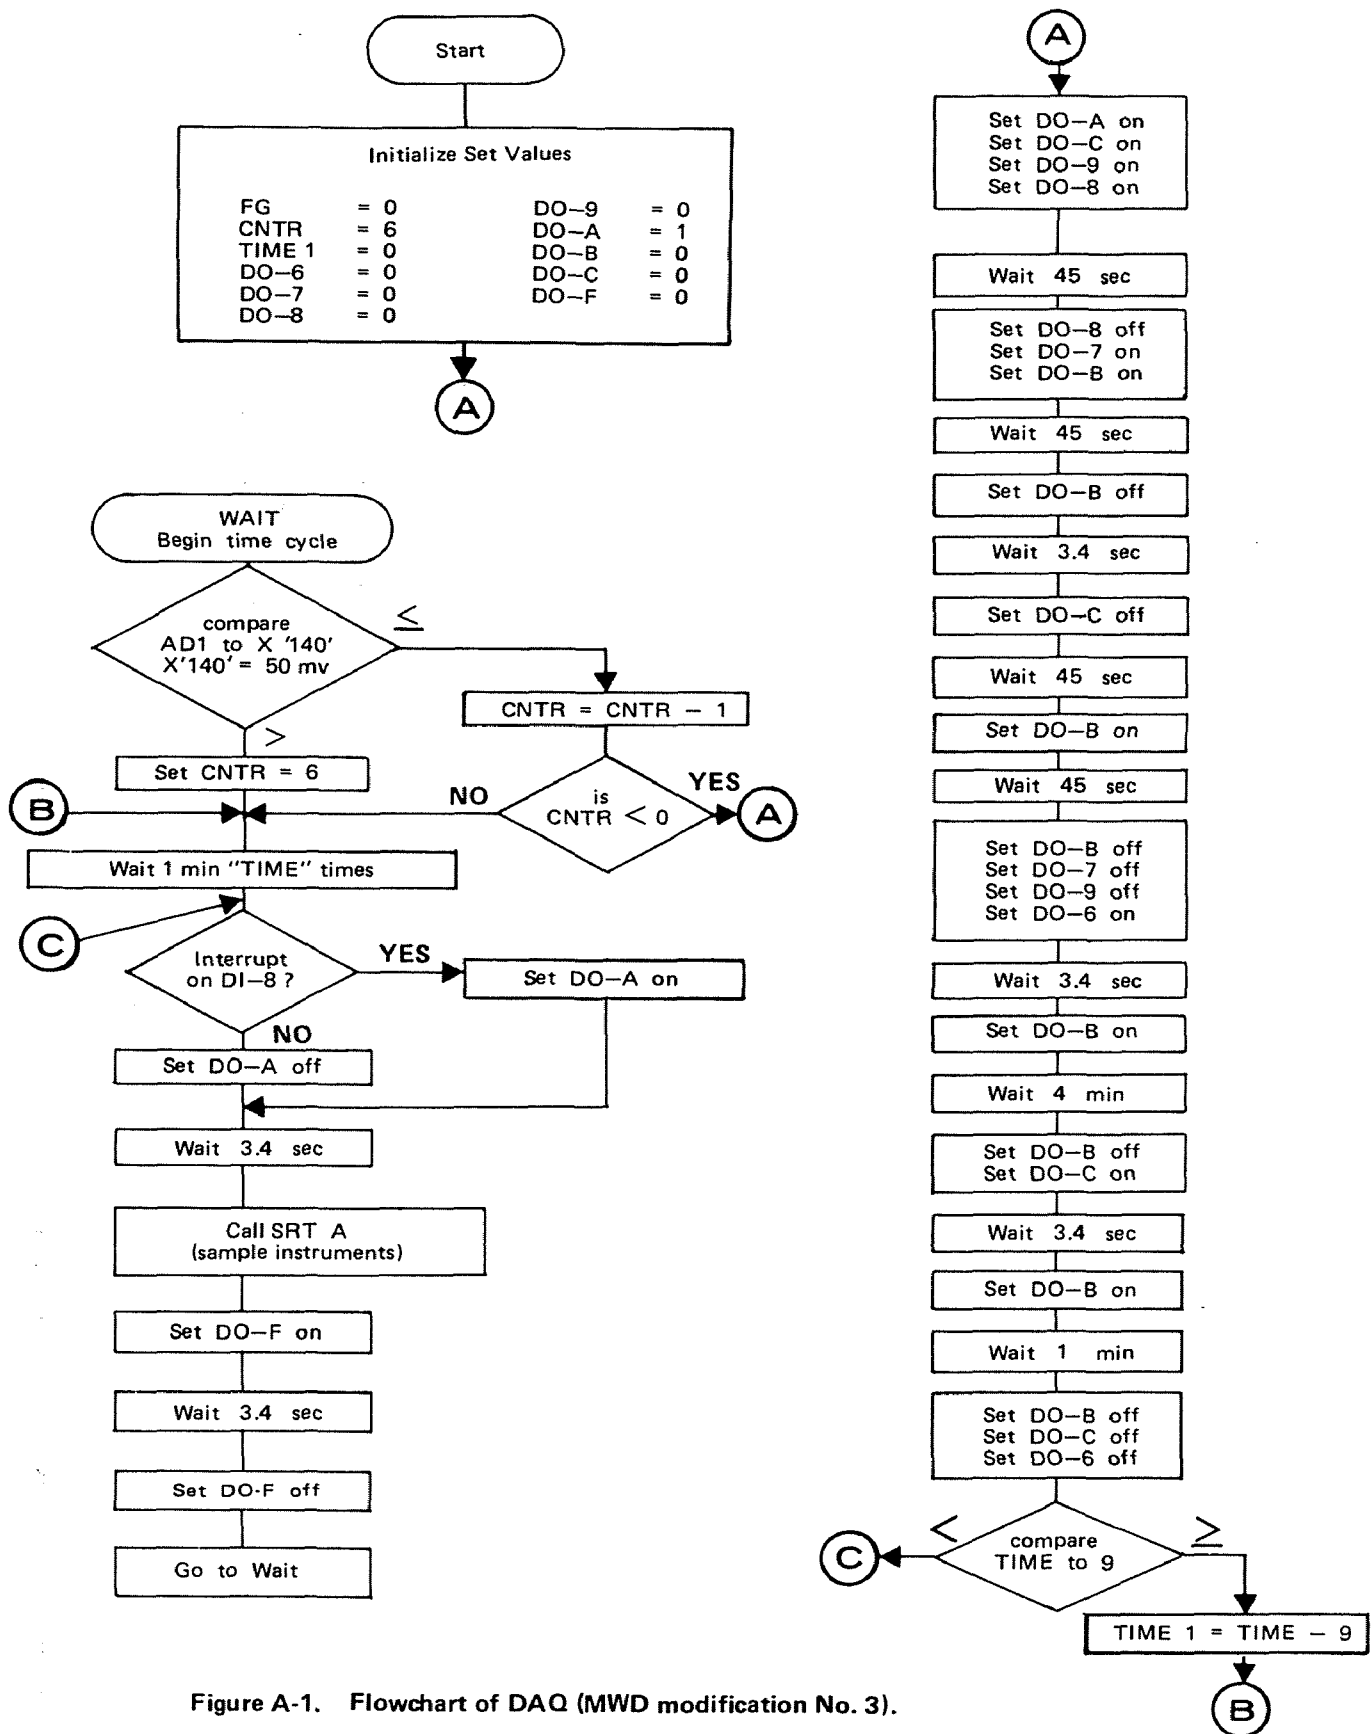 Start
Initialize Set Values
FG = 0
CNTR = 6
TIME 1 = 0
DO—6 = 0
DO—7 = 0
DO—8 = 0
DO—9 = 0
DO—A = 1
DO—B = 0
DO—C = 0
DO—F = 0
A
WAIT
Begin time cycle
compare
AD1 to X '140'
X'140' = 50 mv
≤
>
CNTR = CNTR — 1
Set CNTR = 6
is
CNTR < 0
NO
YES
A
B
Wait 1 min "TIME" times
C
Interrupt
on DI—8 ?
YES
Set DO—A on
NO
Set DO—A off
Wait 3.4 sec
Call SRT A
(sample instruments)
Set DO—F on
Wait 3.4 sec
Set DO-F off
Go to Wait
A
Set DO—A on
Set DO—C on
Set DO—9 on
Set DO—8 on
Wait 45 sec
Set DO—8 off
Set DO—7 on
Set DO—B on
Wait 45 sec
Set DO—B off
Wait 3.4 sec
Set DO—C off
Wait 45 sec
Set DO—B on
Wait 45 sec
Set DO—B off
Set DO—7 off
Set DO—9 off
Set DO—6 on
Wait 3.4 sec
Set DO—B on
Wait 4 min
Set DO—B off
Set DO—C on
Wait 3.4 sec
Set DO—B on
Wait 1 min
Set DO—B off
Set DO—C off
Set DO—6 off
compare
TIME to 9
<
C
≥
TIME 1 = TIME — 9
B
Figure A-1. Flowchart of DAQ (MWD modification No. 3).